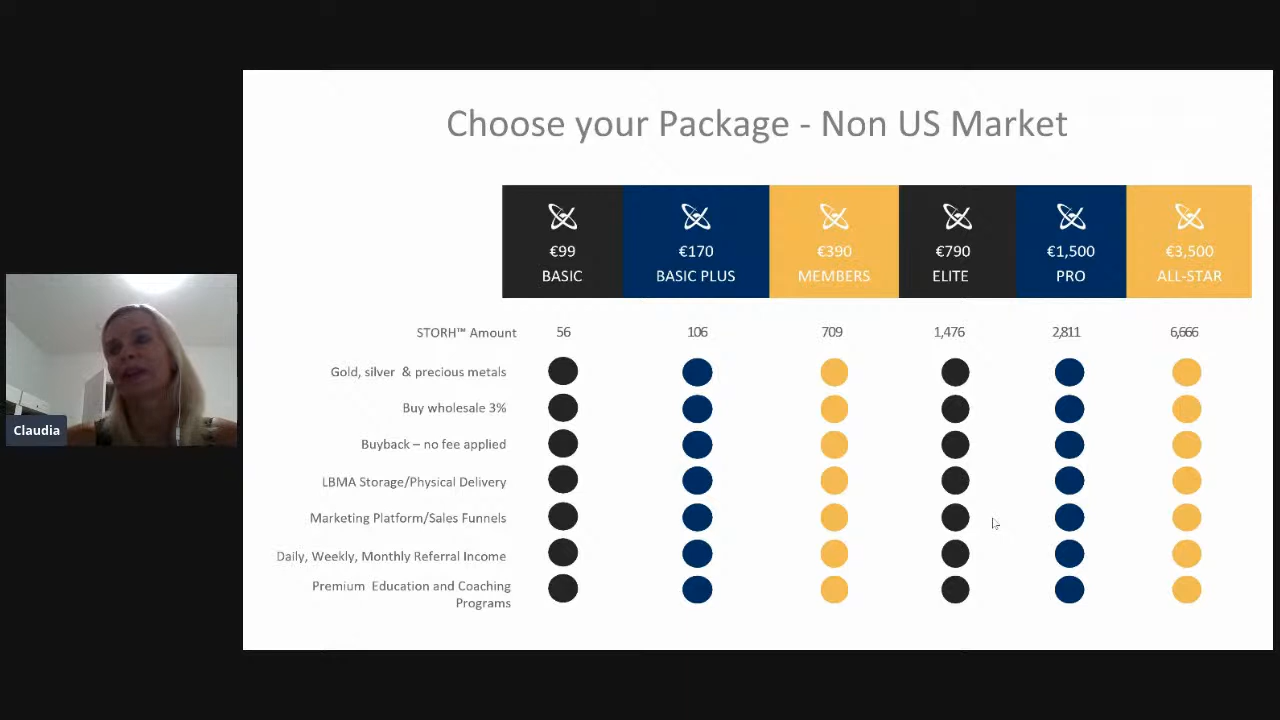 Choose your Package - Non US Market
€99 €170 €390 €790 €1,500 €3,500
BASIC BASIC PLUS MEMBERS ELITE PRO ALL-STAR
STORH™ Amount 56 106 709 1,476 2,811 6,666
Gold, silver & precious metals
Buy wholesale 3%
Buyback – no fee applied
LBMA Storage/Physical Delivery
Marketing Platform/Sales Funnels
Daily, Weekly, Monthly Referral Income
Premium Education and Coaching
Programs
Claudia